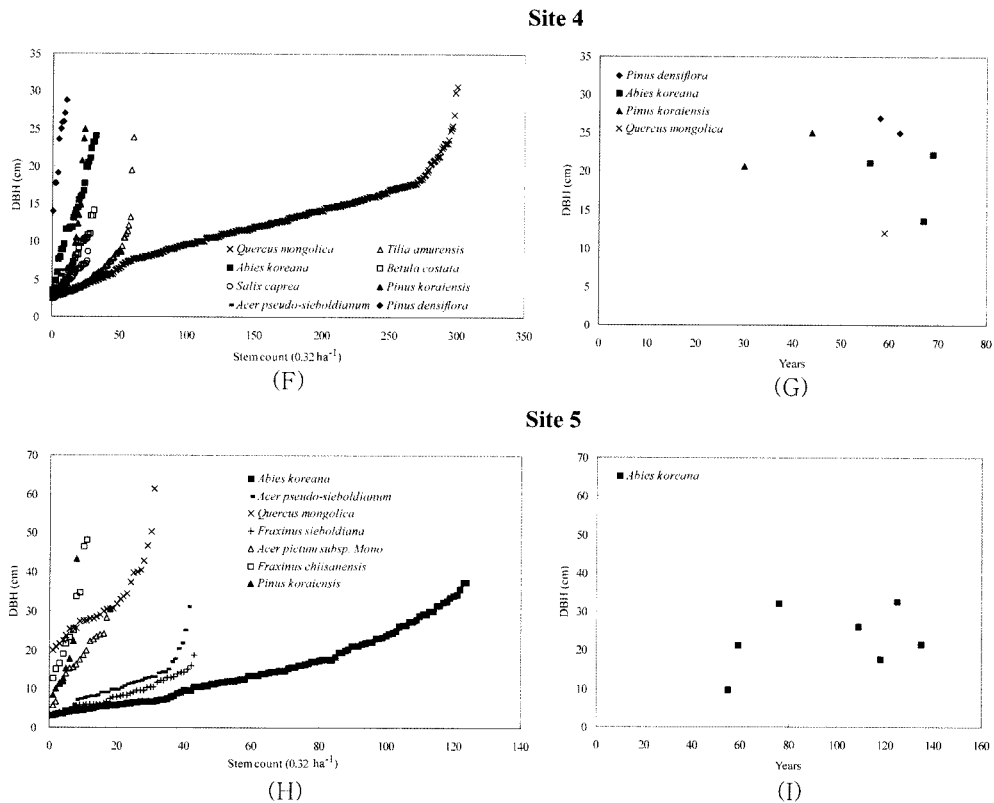 Site 4
35
30
25
20
15
10
5
0
DBH (cm)
0 50 100 150 200 250 300 350
Stem count (0.32 ha⁻¹)
Quercus mongolica
Abies koreana
Salix caprea
Acer pseudo-sieboldianum
Tilia amurensis
Betula costata
Pinus koraiensis
Pinus densiflora
(F)
35
30
25
20
15
10
5
0
DBH (cm)
Pinus densiflora
Abies koreana
Pinus koraiensis
Quercus mongolica
0 10 20 30 40 50 60 70 80
Years
(G)
Site 5
70
60
50
40
30
20
10
0
DBH (cm)
Abies koreana
Acer pseudo-sieboldianum
Quercus mongolica
Fraxinus sieboldiana
Acer pictum subsp. Mono
Fraxinus chiisanensis
Pinus koraiensis
0 20 40 60 80 100 120 140
Stem count (0.32 ha⁻¹)
(H)
70
60
50
40
30
20
10
0
DBH (cm)
Abies koreana
0 20 40 60 80 100 120 140 160
Years
(I)